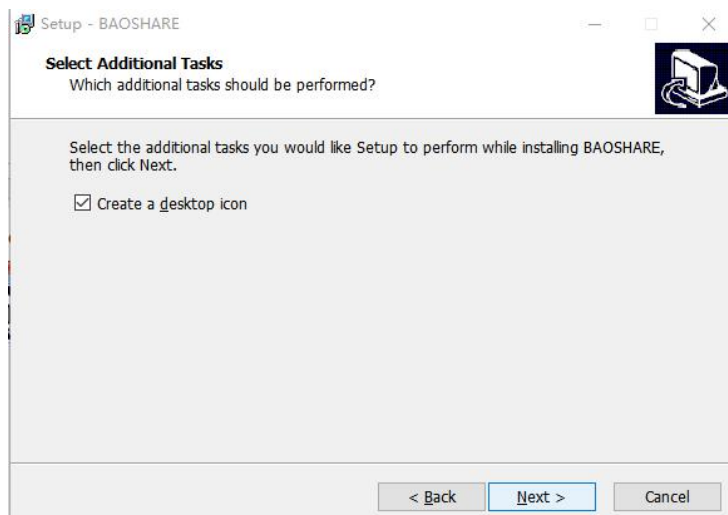 Setup - BAOSHARE
Select Additional Tasks
Which additional tasks should be performed?
Select the additional tasks you would like Setup to perform while installing BAOSHARE,
then click Next.
Create a desktop icon
< Back Next > Cancel